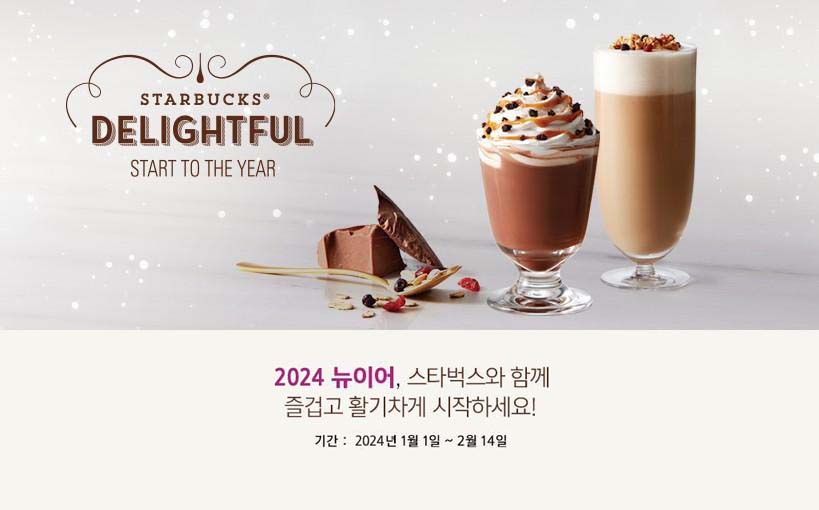 STARBUCKS®
DELIGHTFUL
START TO THE YEAR
2024 뉴이어, 스타벅스와 함께
즐겁고 활기차게 시작하세요!
기간 : 2024년 1월 1일 ~ 2월 14일